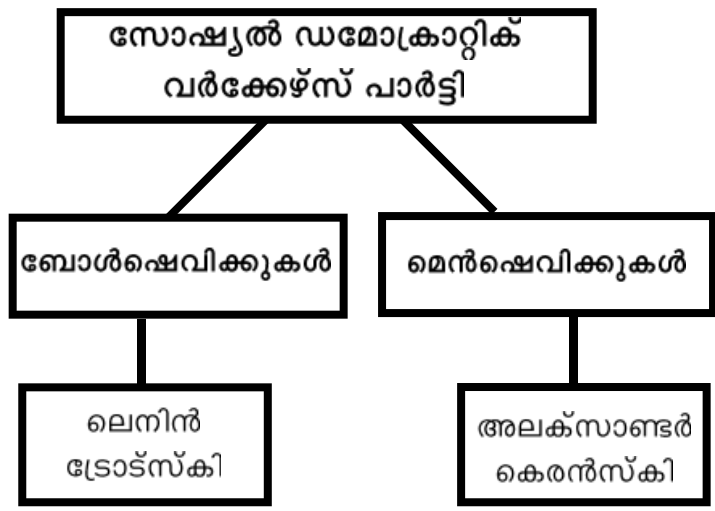 സോഷ്യൽ ഡമോക്രാറ്റിക്
വർക്കേഴ്സ് പാർട്ടി
ബോൾഷെവിക്കുകൾ
മെൻഷെവിക്കുകൾ
ലെനിൻ
ട്രോട്സ്കി
അലക്സാണ്ടർ
കെരൻസ്കി